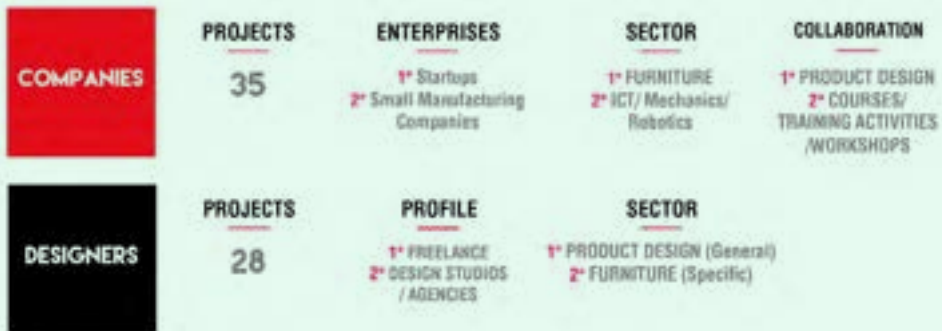 COMPANIES
PROJECTS
35
ENTERPRISES
1° Startups
2° Small Manufacturing
Companies
SECTOR
1° FURNITURE
2° ICT/ Mechanics/
Robotics
COLLABORATION
1° PRODUCT DESIGN
2° COURSES/
TRAINING ACTIVITIES
/WORKSHOPS
DESIGNERS
PROJECTS
28
PROFILE
1° FREELANCE
2° DESIGN STUDIOS
/ AGENCIES
SECTOR
1° PRODUCT DESIGN (General)
2° FURNITURE (Specific)